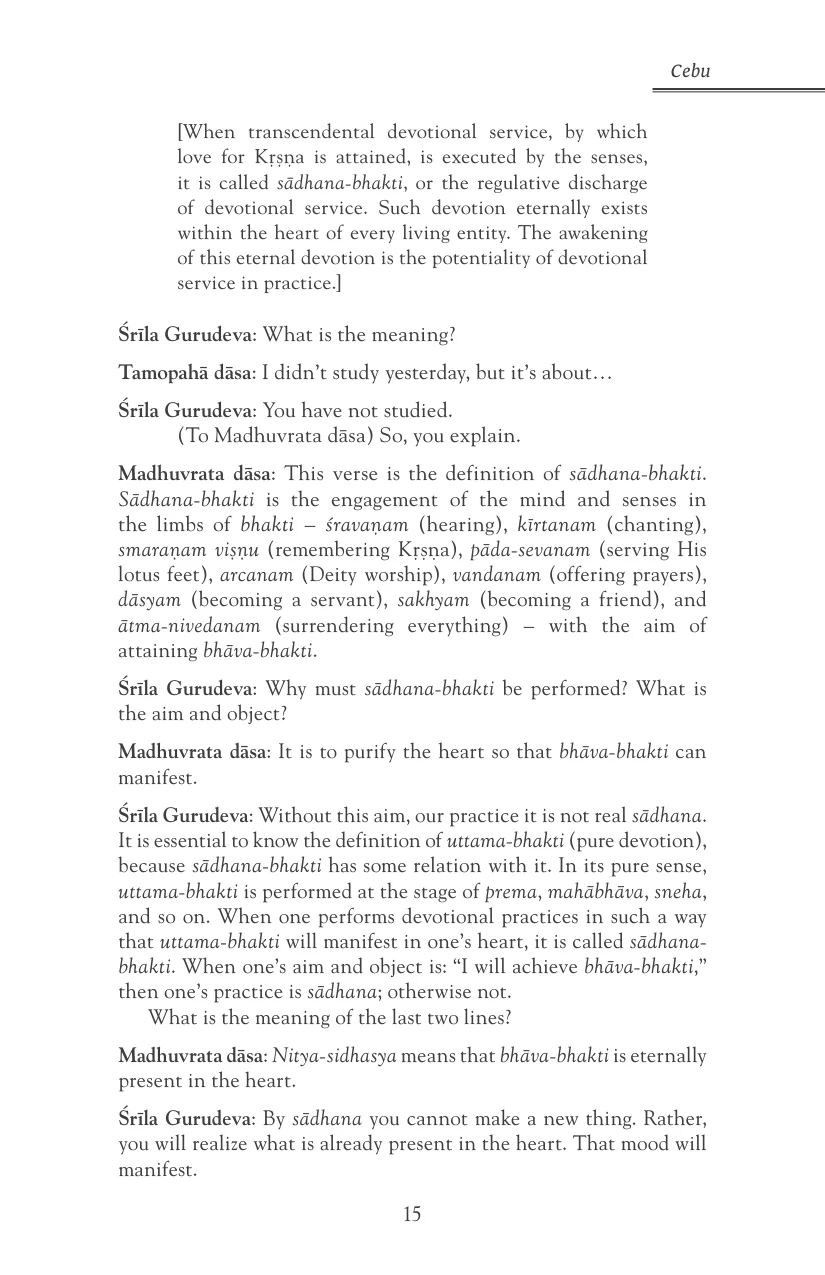 Cebu
[When transcendental devotional service, by which
love for Kṛṣṇa is attained, is executed by the senses,
it is called sādhana-bhakti, or the regulative discharge
of devotional service. Such devotion eternally exists
within the heart of every living entity. The awakening
of this eternal devotion is the potentiality of devotional
service in practice.]
Śrīla Gurudeva: What is the meaning?
Tamopahā dāsa: I didn’t study yesterday, but it’s about…
Śrīla Gurudeva: You have not studied.
(To Madhuvrata dāsa) So, you explain.
Madhuvrata dāsa: This verse is the definition of sādhana-bhakti.
Sādhana-bhakti is the engagement of the mind and senses in
the limbs of bhakti – śravaṇam (hearing), kīrtanam (chanting),
smaraṇam viṣṇu (remembering Kṛṣṇa), pāda-sevanam (serving His
lotus feet), arcanam (Deity worship), vandanam (offering prayers),
dāsyam (becoming a servant), sakhyam (becoming a friend), and
ātma-nivedanam (surrendering everything) – with the aim of
attaining bhāva-bhakti.
Śrīla Gurudeva: Why must sādhana-bhakti be performed? What is
the aim and object?
Madhuvrata dāsa: It is to purify the heart so that bhāva-bhakti can
manifest.
Śrīla Gurudeva: Without this aim, our practice it is not real sādhana.
It is essential to know the definition of uttama-bhakti (pure devotion),
because sādhana-bhakti has some relation with it. In its pure sense,
uttama-bhakti is performed at the stage of prema, mahābhāva, sneha,
and so on. When one performs devotional practices in such a way
that uttama-bhakti will manifest in one’s heart, it is called sādhana-
bhakti. When one’s aim and object is: “I will achieve bhāva-bhakti,”
then one’s practice is sādhana; otherwise not.
What is the meaning of the last two lines?
Madhuvrata dāsa: Nitya-sidhasya means that bhāva-bhakti is eternally
present in the heart.
Śrīla Gurudeva: By sādhana you cannot make a new thing. Rather,
you will realize what is already present in the heart. That mood will
manifest.
15